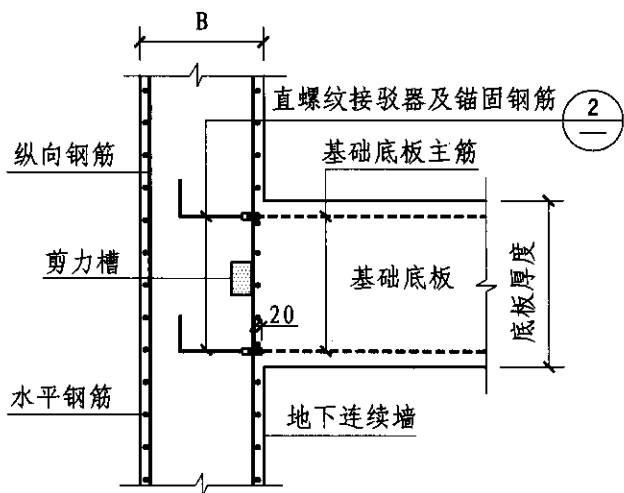 B
直螺纹接驳器及锚固钢筋
2
纵向钢筋
基础底板主筋
剪力槽
基础底板
底板厚度
20
水平钢筋
地下连续墙